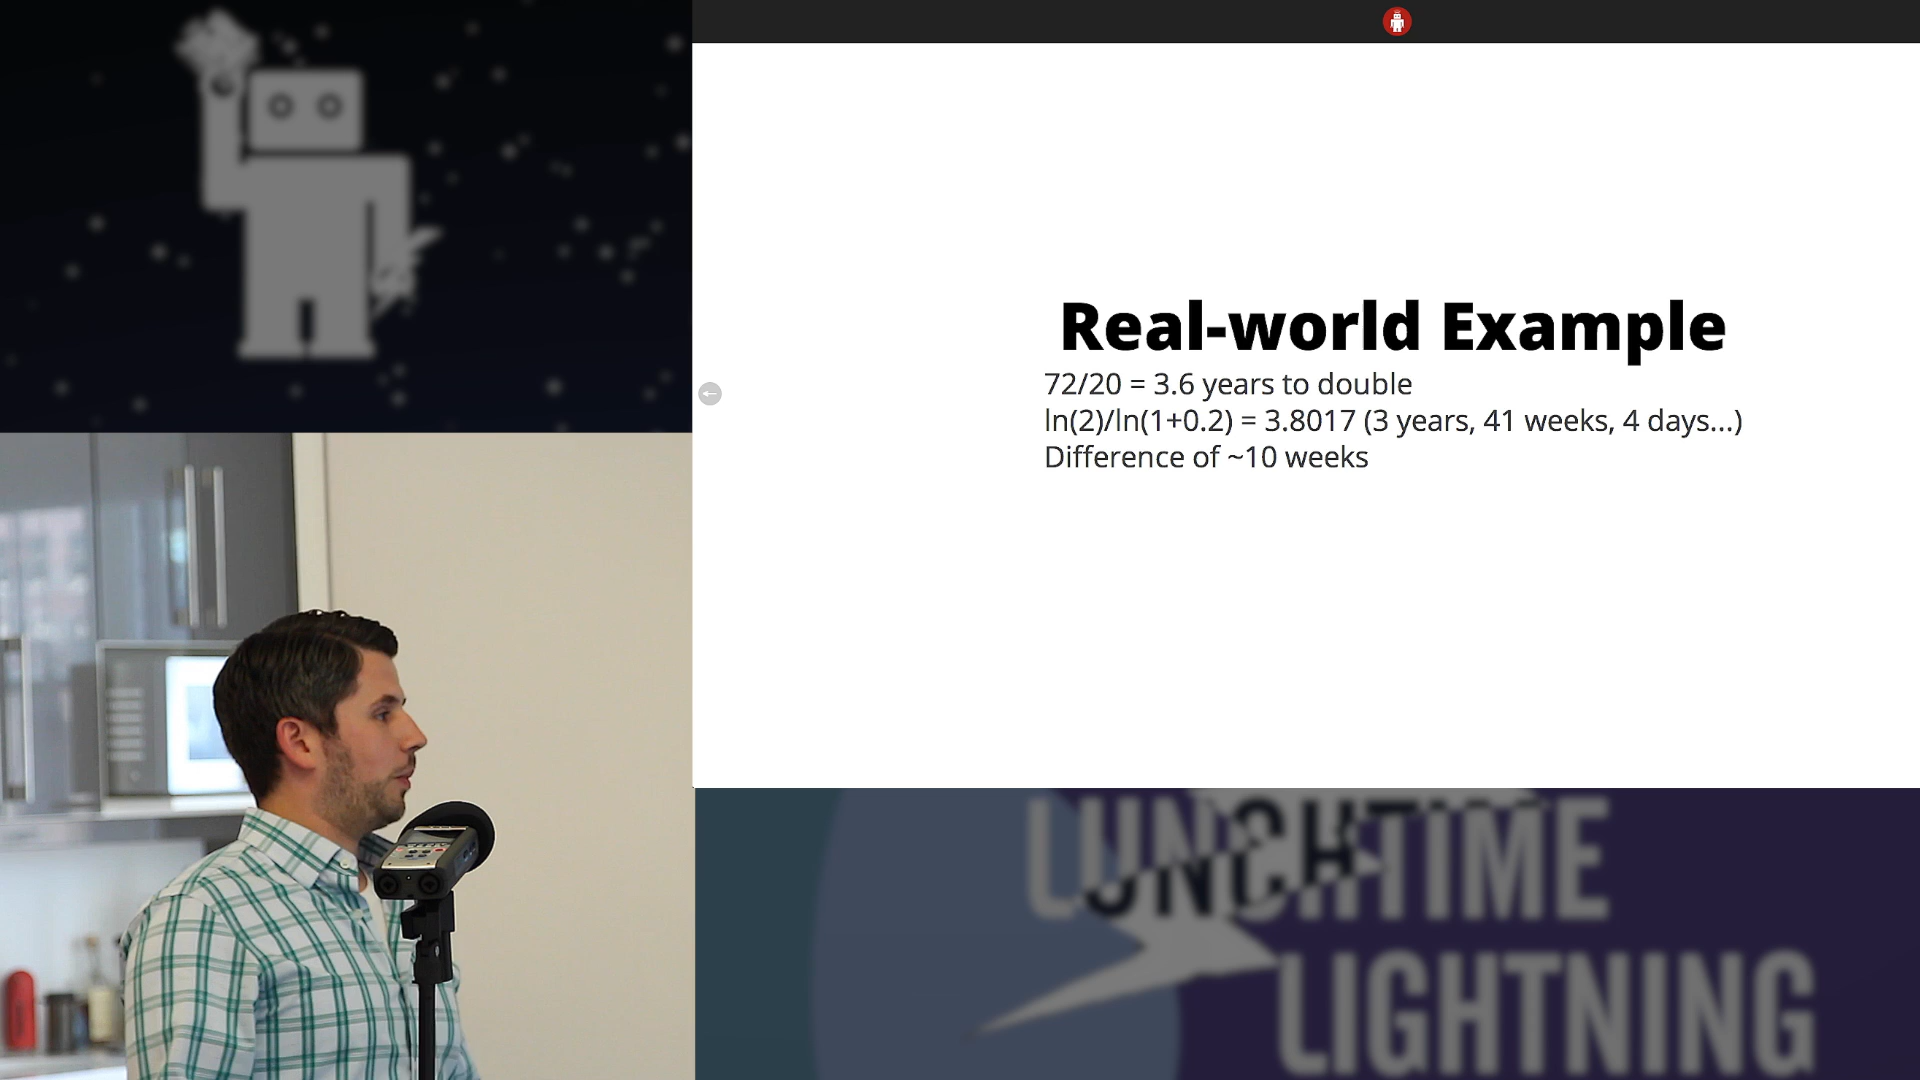 Real-world Example
72/20 = 3.6 years to double
ln(2)/ln(1+0.2) = 3.8017 (3 years, 41 weeks, 4 days...)
Difference of ~10 weeks
LUNCHTIME
LIGHTNING